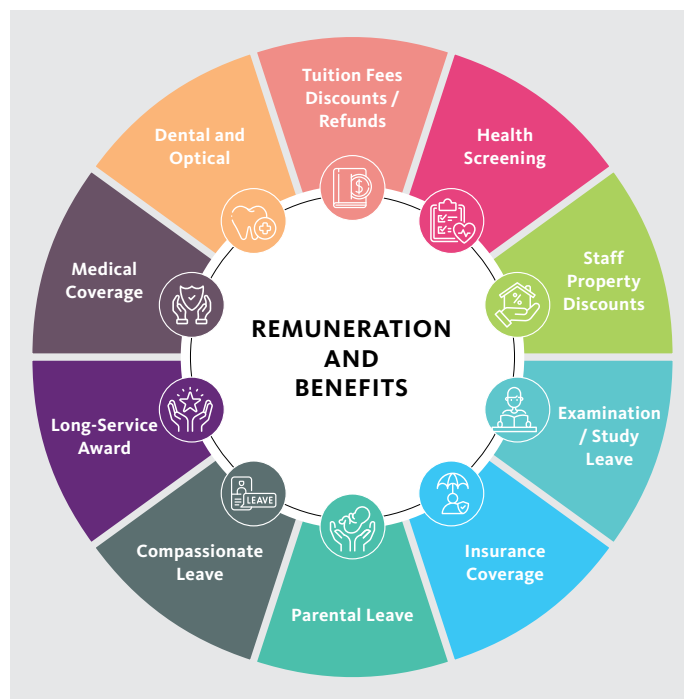 Tuition Fees
Discounts /
Refunds
$
Health
Screening
Staff
Property
Discounts
%
Examination
/ Study
Leave
Insurance
Coverage
Parental Leave
Compassionate
Leave
LEAVE
Long-Service
Award
Medical
Coverage
Dental and
Optical
REMUNERATION
AND
BENEFITS